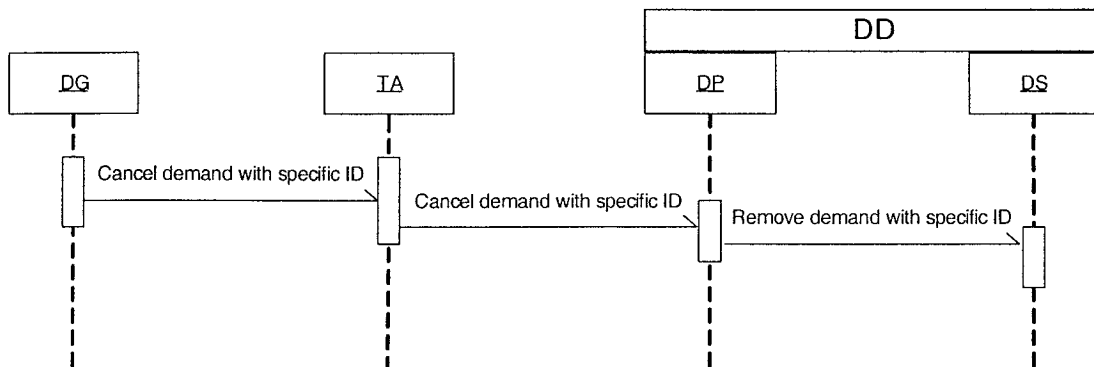 DD
DG
TA
DP
DS
Cancel demand with specific ID
Cancel demand with specific ID
Remove demand with specific ID